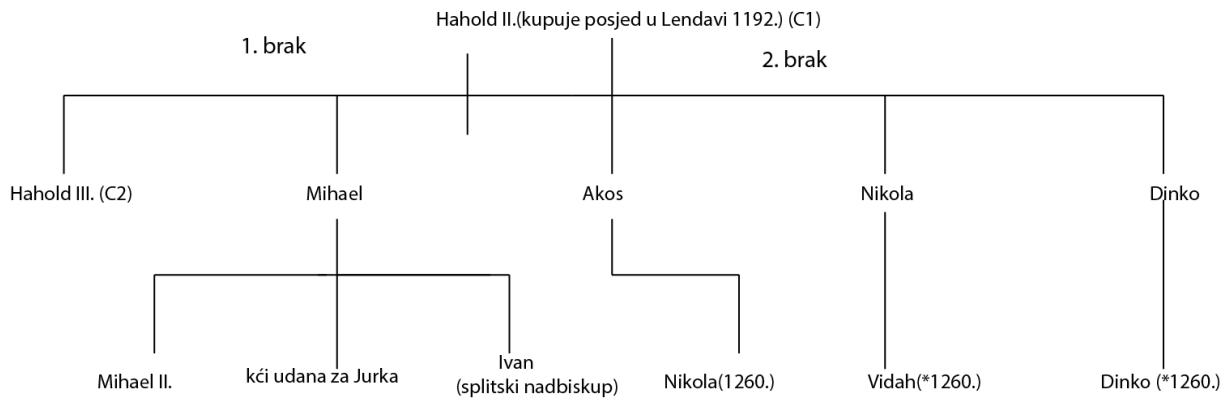 Hahold II.(kupuje posjed u Lendavi 1192.) (C1)
1. brak
2. brak
Hahold III. (C2)
Mihael
Akos
Nikola
Dinko
Mihael II.
kći udana za Jurka
Ivan
(splitski nadbiskup)
Nikola(1260.)
Vidah(*1260.)
Dinko (*1260.)